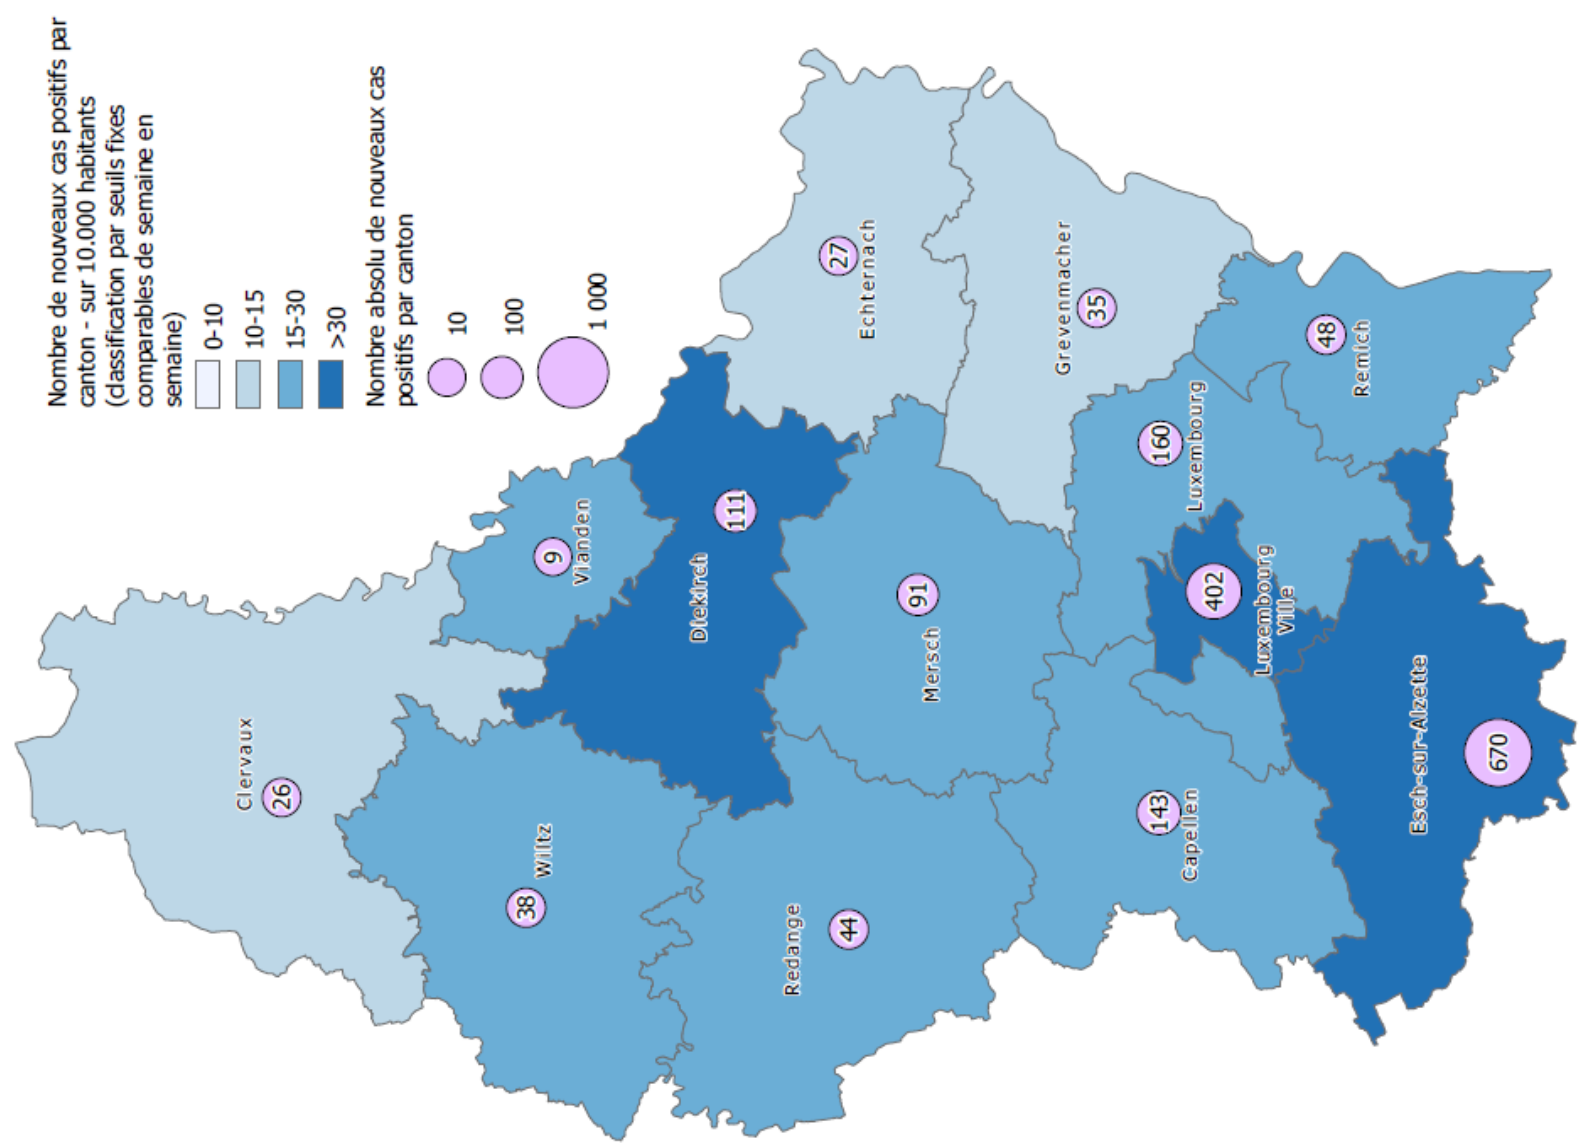 Nombre de nouveaux cas positifs par
canton - sur 10.000 habitants
(classification par seuils fixes
comparables de semaine en
semaine)
0-10
10-15
15-30
>30
Nombre absolu de nouveaux cas
positifs par canton
10
100
1 000
Clervaux
26
Wiltz
38
Vianden
9
Diekirch
111
Redange
44
Mersch
91
Echternach
27
Grevenmacher
35
Capellen
143
Luxembourg
160
Luxembourg
Ville
402
Remich
48
Esch-sur-Alzette
670